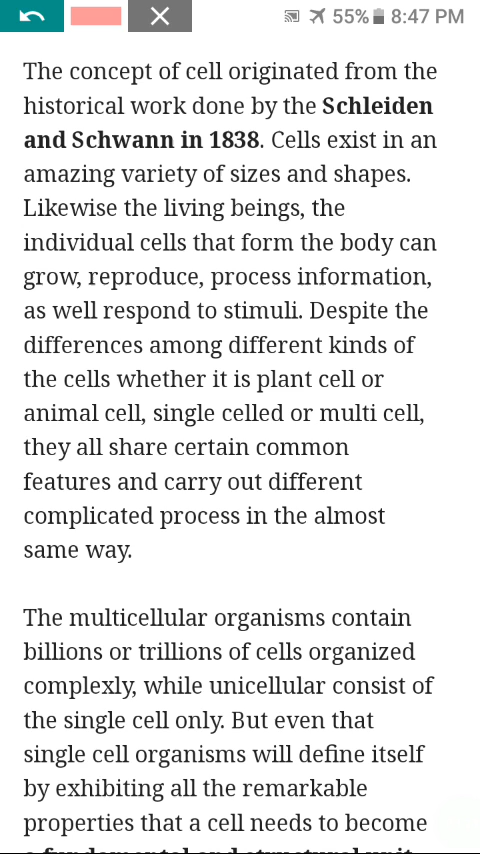 55% 8:47 PM
The concept of cell originated from the
historical work done by the Schleiden
and Schwann in 1838. Cells exist in an
amazing variety of sizes and shapes.
Likewise the living beings, the
individual cells that form the body can
grow, reproduce, process information,
as well respond to stimuli. Despite the
differences among different kinds of
the cells whether it is plant cell or
animal cell, single celled or multi cell,
they all share certain common
features and carry out different
complicated process in the almost
same way.
The multicellular organisms contain
billions or trillions of cells organized
complexly, while unicellular consist of
the single cell only. But even that
single cell organisms will define itself
by exhibiting all the remarkable
properties that a cell needs to become
a fundamental and structural unit